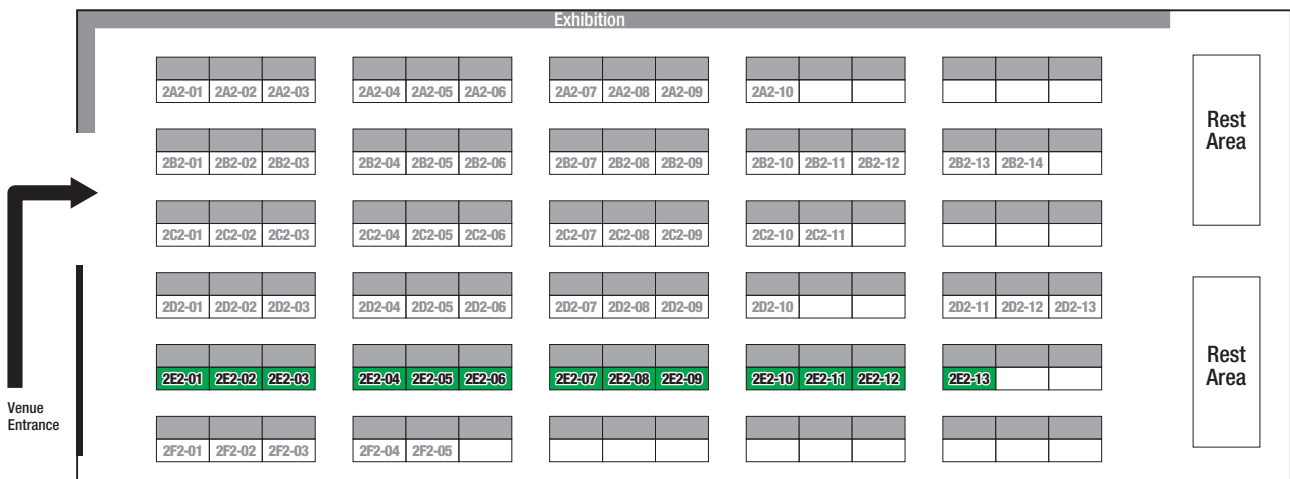 Exhibition
2A2-01 2A2-02 2A2-03 2A2-04 2A2-05 2A2-06 2A2-07 2A2-08 2A2-09 2A2-10
Rest
Area
2B2-01 2B2-02 2B2-03 2B2-04 2B2-05 2B2-06 2B2-07 2B2-08 2B2-09 2B2-10 2B2-11 2B2-12 2B2-13 2B2-14
2C2-01 2C2-02 2C2-03 2C2-04 2C2-05 2C2-06 2C2-07 2C2-08 2C2-09 2C2-10 2C2-11
2D2-01 2D2-02 2D2-03 2D2-04 2D2-05 2D2-06 2D2-07 2D2-08 2D2-09 2D2-10 2D2-11 2D2-12 2D2-13
2E2-01 2E2-02 2E2-03 2E2-04 2E2-05 2E2-06 2E2-07 2E2-08 2E2-09 2E2-10 2E2-11 2E2-12 2E2-13
Rest
Area
Venue
Entrance
2F2-01 2F2-02 2F2-03 2F2-04 2F2-05